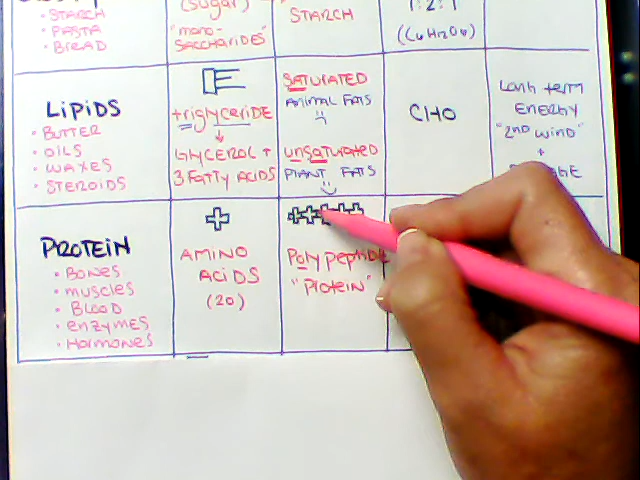 (SUGAR)
• STARCH
• PASTA
• BREAD
"MONO-
SACCHARIDES"
STARCH
1:2:1
(C6H12O6)
LiPiDS
• BUTTER
• OILS
• WAXES
• STEROIDS
triglyceriDE
GLYCEROL +
3 FATTY ACIDS
SATURATED
ANIMAL FATS
unsaturated
PLANT FATS
CHO
Long term
ENERGY
"2nd WIND"
+
PROTEIN
• BONES
• muscles
• BLOOD
• enzymes
• Hormones
AMINO
ACIDS
(20)
Polypeptide
"Protein"